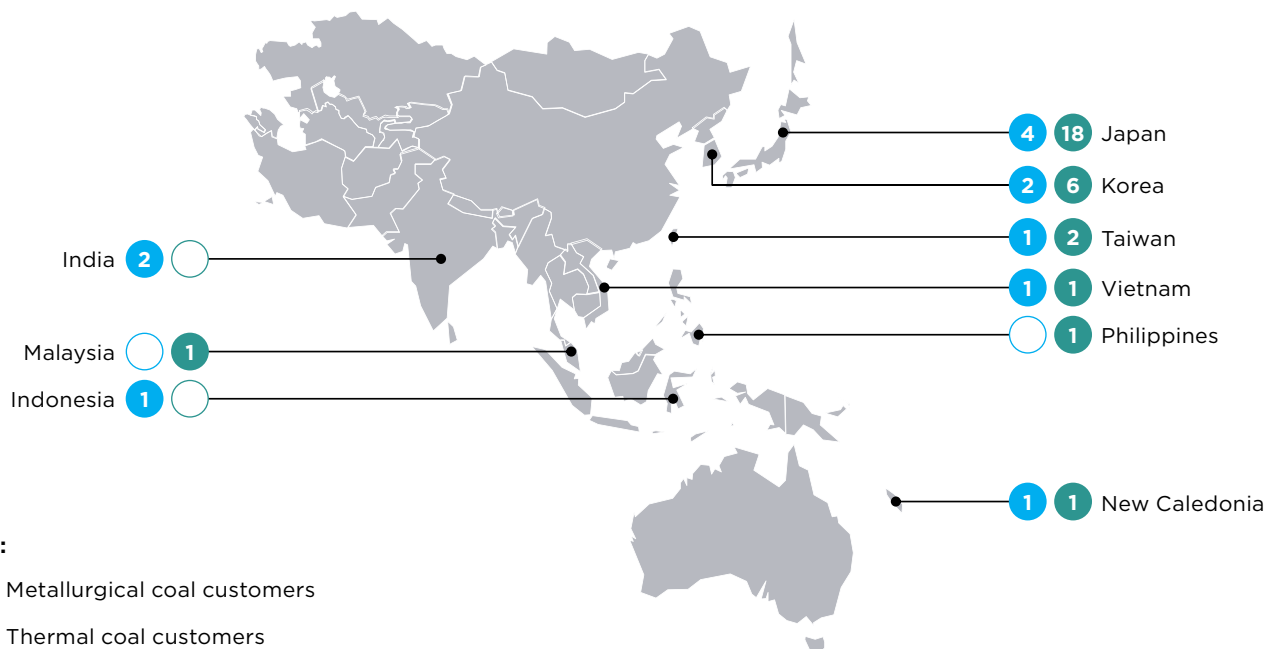 4 18 Japan
2 6 Korea
1 2 Taiwan
India 2
1 1 Vietnam
1 Philippines
Malaysia 1
Indonesia 1
1 1 New Caledonia
:
Metallurgical coal customers
Thermal coal customers